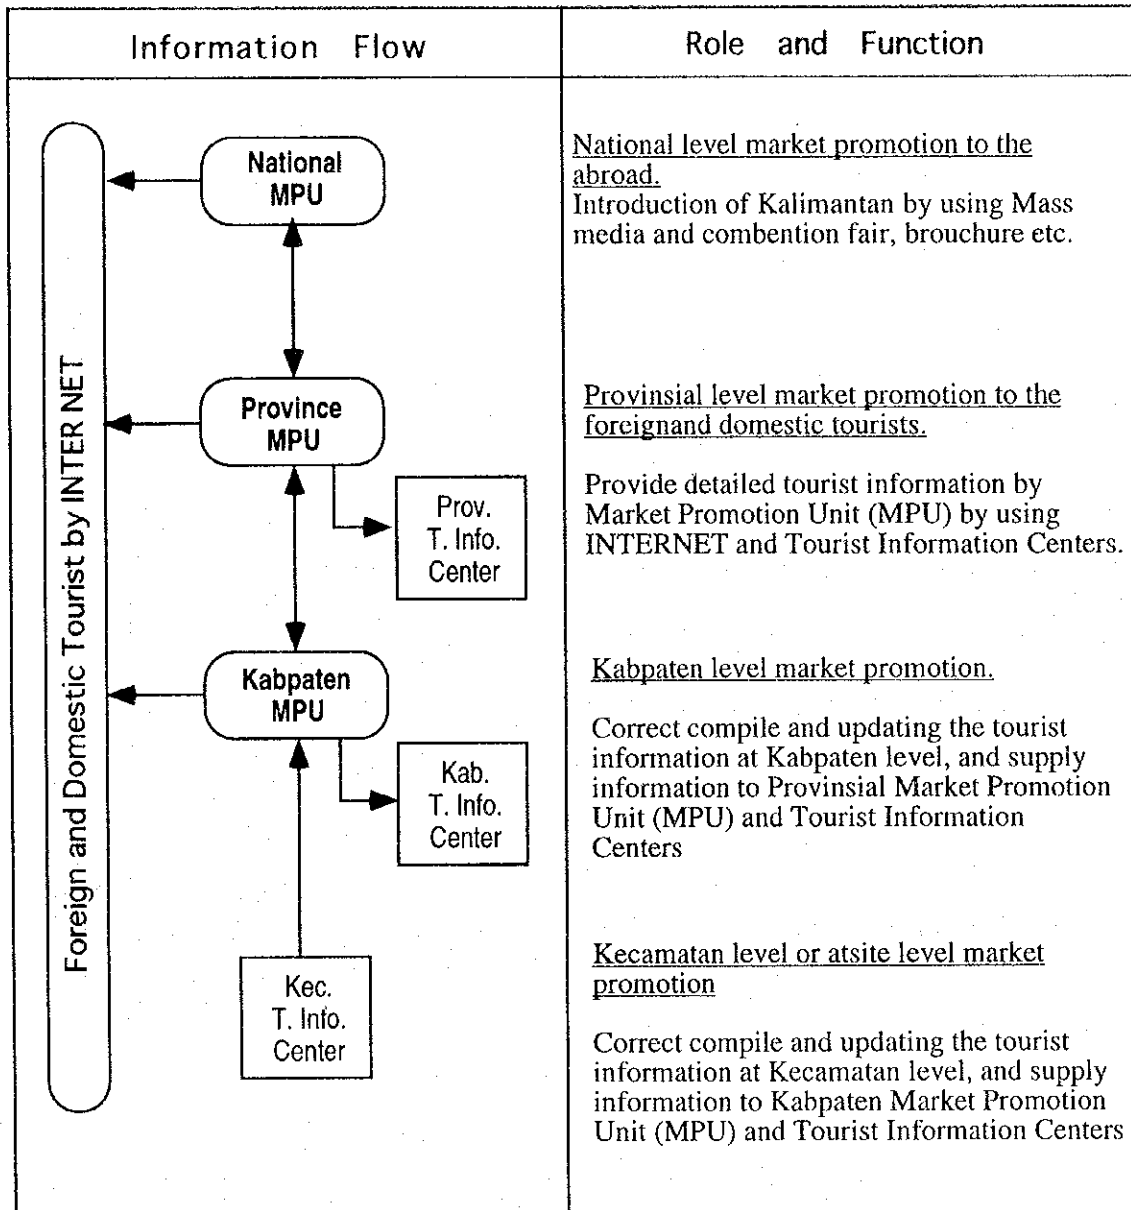 Information Flow
Role and Function
Foreign and Domestic Tourist by INTER NET
National
MPU
National level market promotion to the
abroad.
Introduction of Kalimantan by using Mass
media and combention fair, brouchure etc.
Province
MPU
Prov.
T. Info.
Center
Provinsial level market promotion to the
foreignand domestic tourists.
Provide detailed tourist information by
Market Promotion Unit (MPU) by using
INTERNET and Tourist Information Centers.
Kabpaten
MPU
Kab.
T. Info.
Center
Kabpaten level market promotion.
Correct compile and updating the tourist
information at Kabpaten level, and supply
information to Provinsial Market Promotion
Unit (MPU) and Tourist Information
Centers
Kec.
T. Info.
Center
Kecamatan level or atsite level market
promotion
Correct compile and updating the tourist
information at Kecamatan level, and supply
information to Kabpaten Market Promotion
Unit (MPU) and Tourist Information Centers